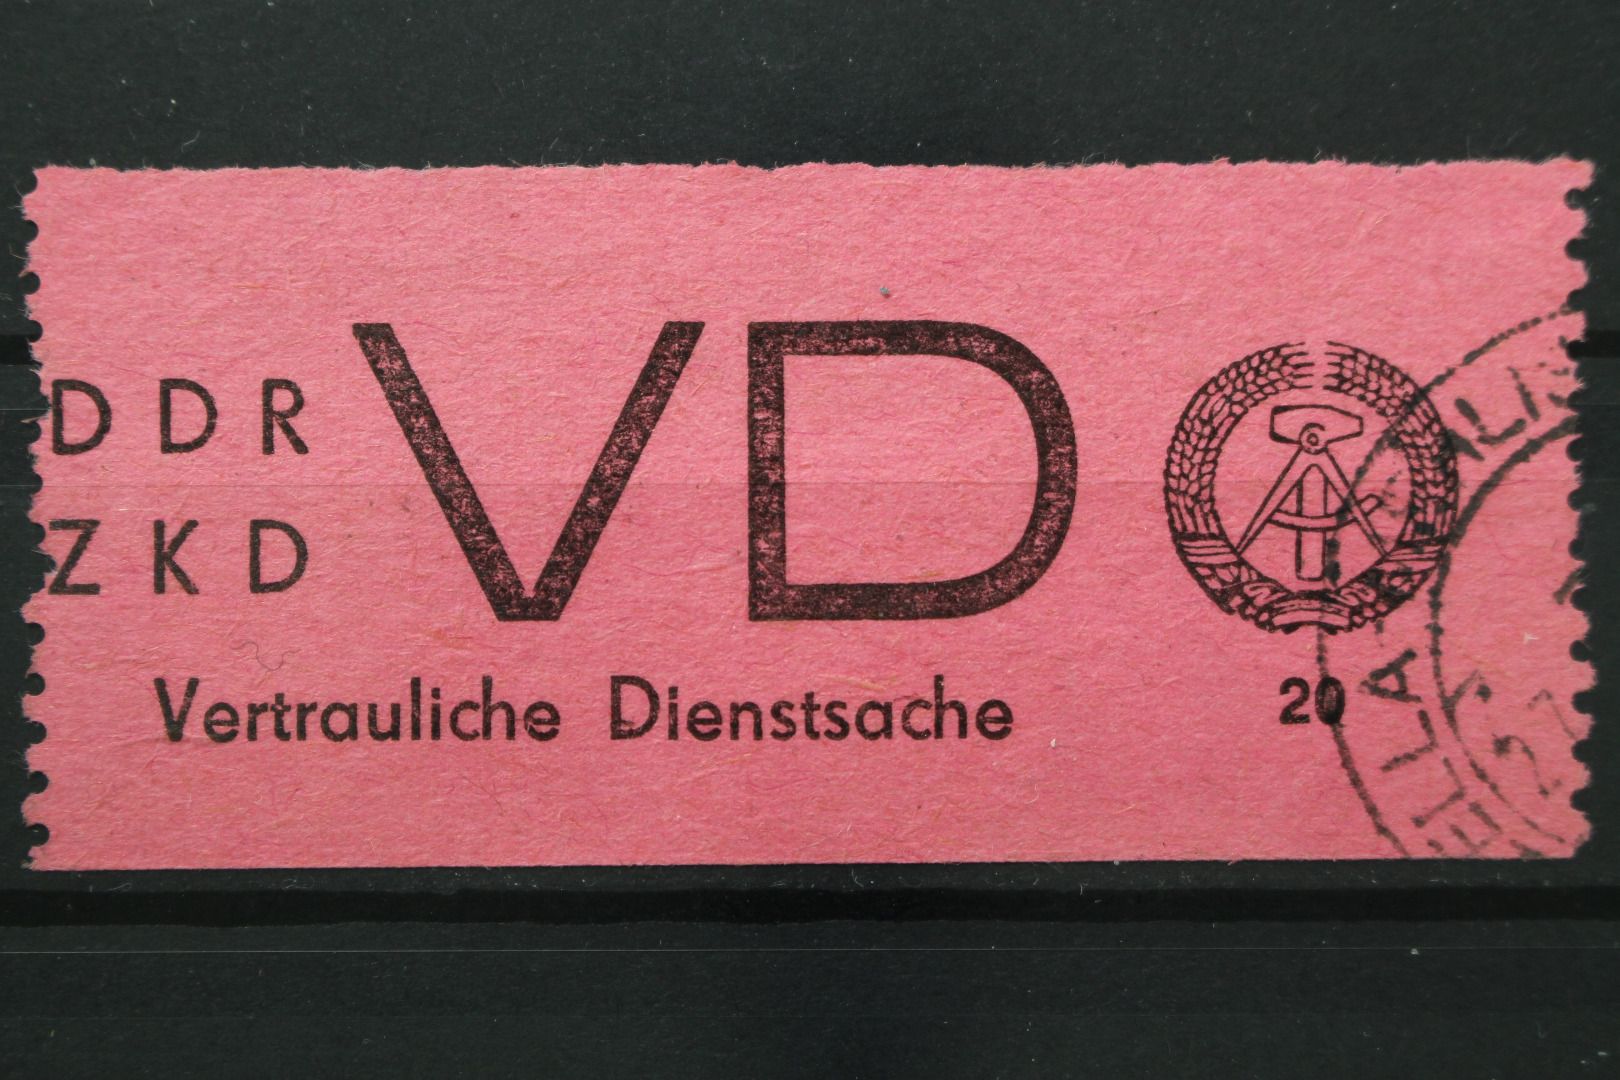 DDR
ZKD
VD
Vertrauliche Dienstsache
20